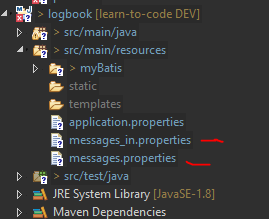 > logbook [learn-to-code DEV]
> src/main/java
> src/main/resources
> myBatis
static
templates
application.properties
messages_in.properties
messages.properties
> src/test/java
JRE System Library [JavaSE-1.8]
Maven Dependencies